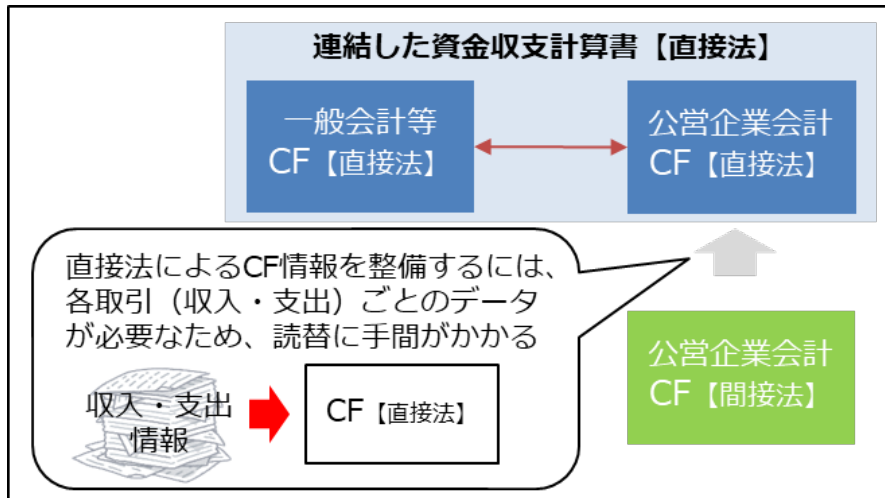 連結した資金収支計算書【直接法】
一般会計等
CF【直接法】
公営企業会計
CF【直接法】
直接法によるCF情報を整備するには、
各取引（収入・支出）ごとのデータ
が必要なため、読替に手間がかかる
収入・支出
情報
CF【直接法】
公営企業会計
CF【間接法】